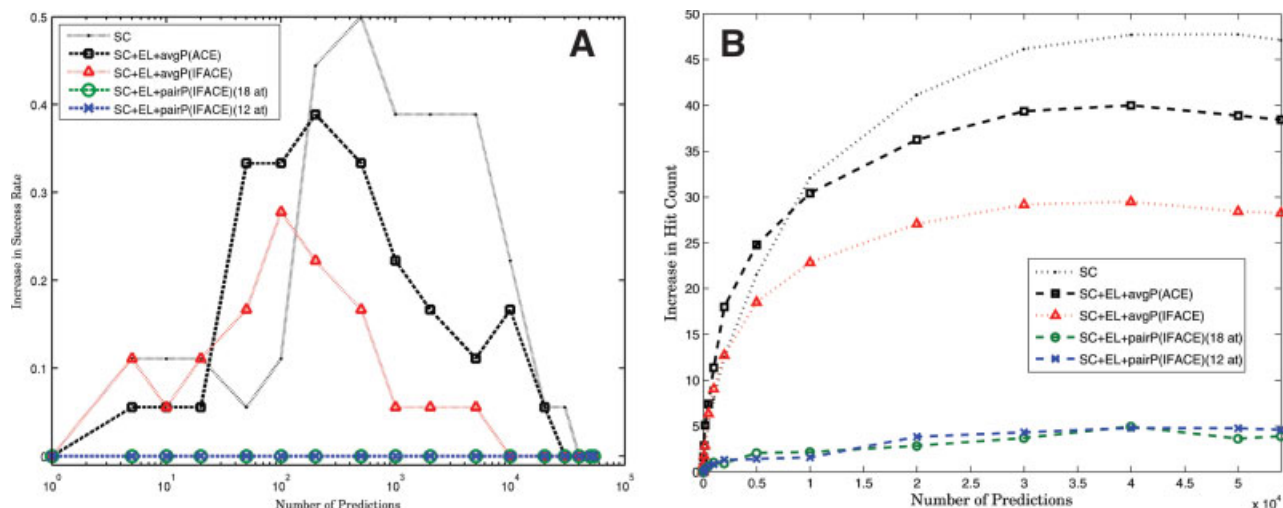 A
0.5
0.4
0.3
0.2
0.1
0
Increase in Success Rate
SC
SC+EL+avgP(ACE)
SC+EL+avgP(IFACE)
SC+EL+pairP(IFACE)(18 at)
SC+EL+pairP(IFACE)(12 at)
10^0
10^1
10^2
10^3
10^4
10^5
Number of Predictions
B
50
45
40
35
30
25
20
15
10
5
0
Increase in Hit Count
SC
SC+EL+avgP(ACE)
SC+EL+avgP(IFACE)
SC+EL+pairP(IFACE)(18 at)
SC+EL+pairP(IFACE)(12 at)
0
0.5
1
1.5
2
2.5
3
3.5
4
4.5
5
x 10^4
Number of Predictions